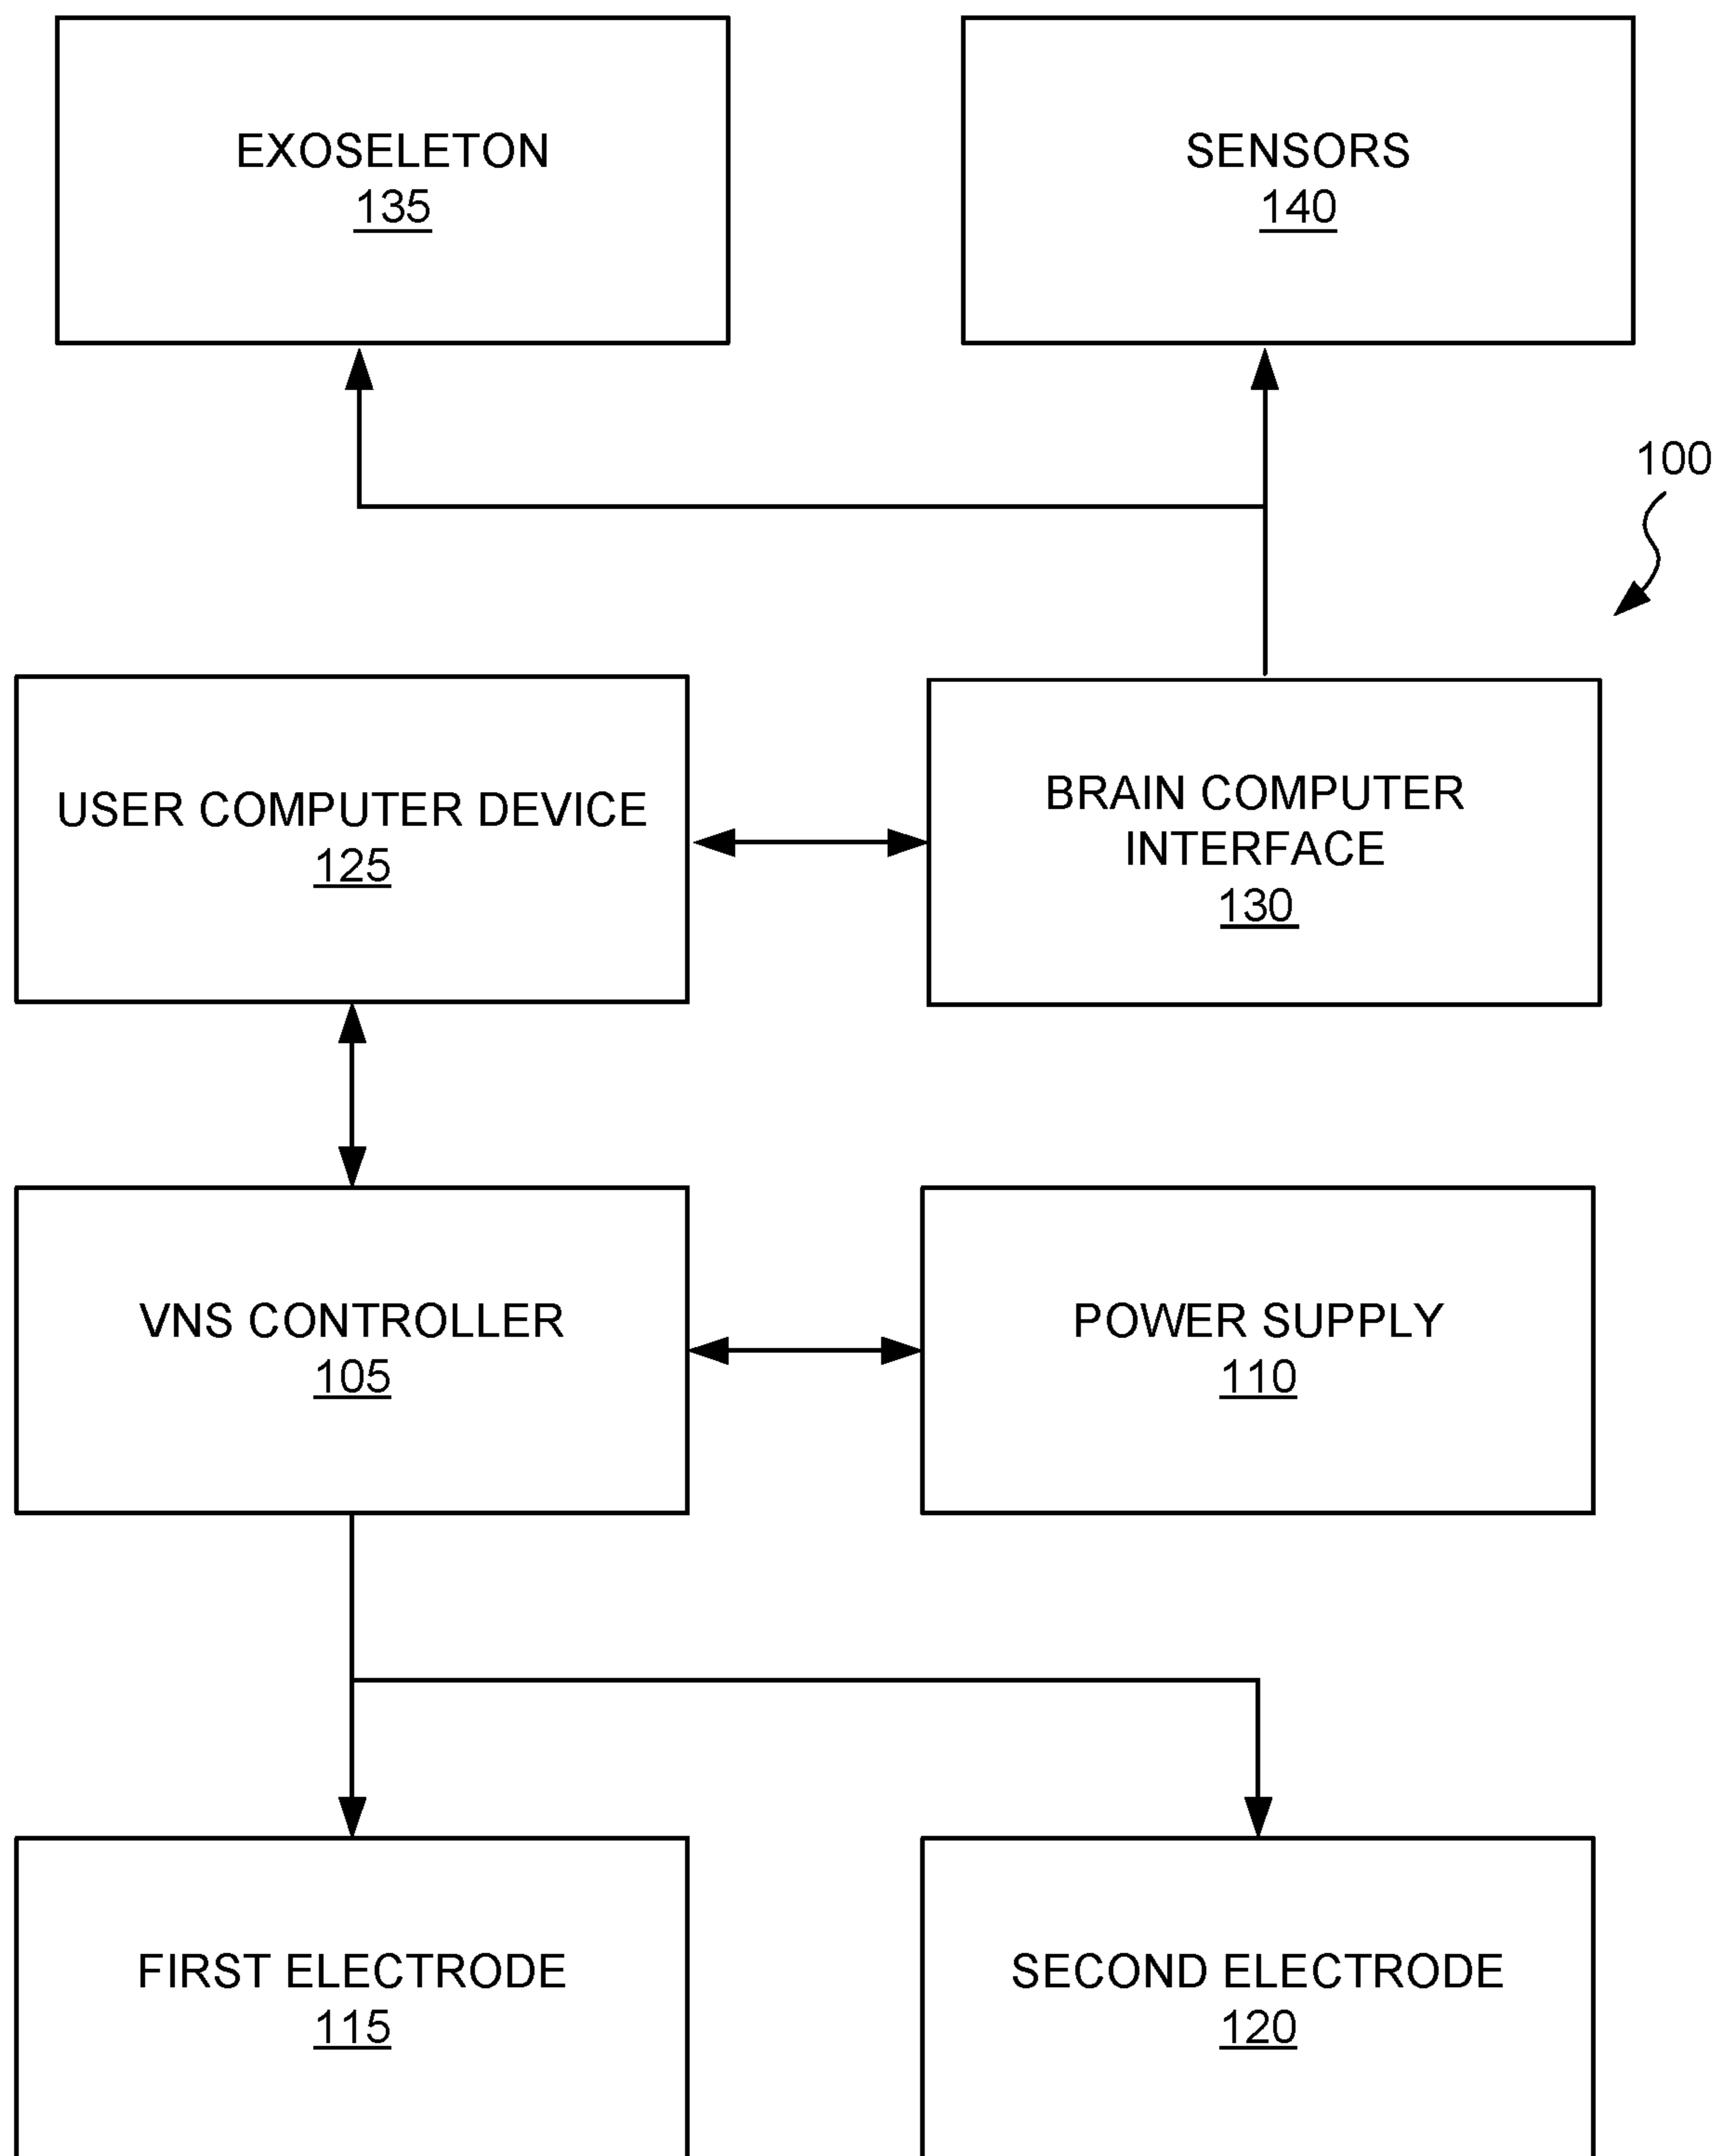 EXOSELETON
135
SENSORS
140
100
USER COMPUTER DEVICE
125
BRAIN COMPUTER
INTERFACE
130
VNS CONTROLLER
105
POWER SUPPLY
110
FIRST ELECTRODE
115
SECOND ELECTRODE
120